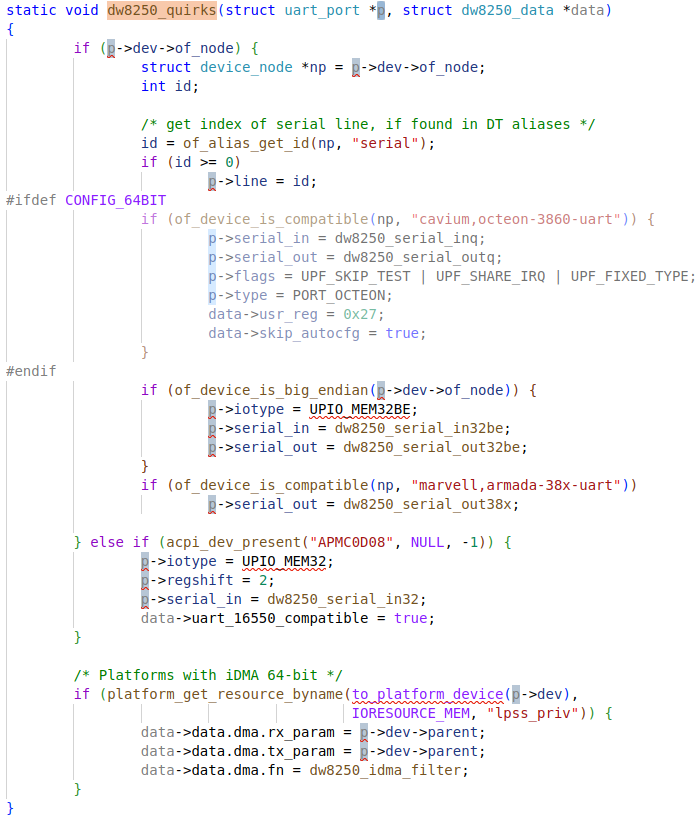 static void dw8250_quirks(struct uart_port *p, struct dw8250_data *data)
{
        if (p->dev->of_node) {
                struct device_node *np = p->dev->of_node;
                int id;

                /* get index of serial line, if found in DT aliases */
                id = of_alias_get_id(np, "serial");
                if (id >= 0)
                        p->line = id;
#ifdef CONFIG_64BIT
                if (of_device_is_compatible(np, "cavium,octeon-3860-uart")) {
                        p->serial_in = dw8250_serial_inq;
                        p->serial_out = dw8250_serial_outq;
                        p->flags = UPF_SKIP_TEST | UPF_SHARE_IRQ | UPF_FIXED_TYPE;
                        p->type = PORT_OCTEON;
                        data->usr_reg = 0x27;
                        data->skip_autocfg = true;
                }
#endif
                if (of_device_is_big_endian(p->dev->of_node)) {
                        p->iotype = UPIO_MEM32BE;
                        p->serial_in = dw8250_serial_in32be;
                        p->serial_out = dw8250_serial_out32be;
                }
                if (of_device_is_compatible(np, "marvell,armada-38x-uart"))
                        p->serial_out = dw8250_serial_out38x;

        } else if (acpi_dev_present("APMC0D08", NULL, -1)) {
                p->iotype = UPIO_MEM32;
                p->regshift = 2;
                p->serial_in = dw8250_serial_in32;
                data->uart_16550_compatible = true;
        }

        /* Platforms with iDMA 64-bit */
        if (platform_get_resource_byname(to_platform_device(p->dev),
                                         IORESOURCE_MEM, "lpss_priv")) {
                data->data.dma.rx_param = p->dev->parent;
                data->data.dma.tx_param = p->dev->parent;
                data->data.dma.fn = dw8250_idma_filter;
        }
}